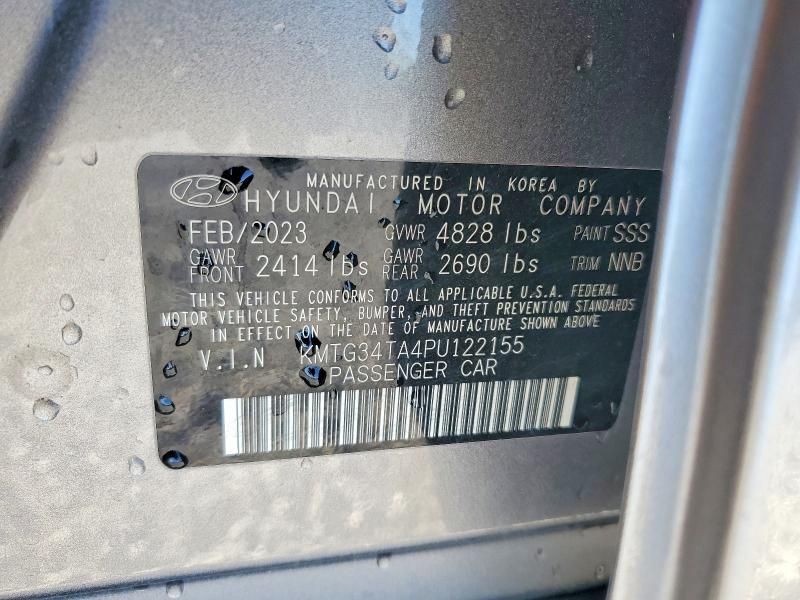 MANUFACTURED IN KOREA BY
HYUNDAI MOTOR COMPANY
FEB/2023 GVWR 4828 lbs PAINT SSS
GAWR FRONT 2414 lbs GAWR REAR 2690 lbs TRIM NNB
THIS VEHICLE CONFORMS TO ALL APPLICABLE U.S.A. FEDERAL
MOTOR VEHICLE SAFETY, BUMPER, AND THEFT PREVENTION STANDARDS
IN EFFECT ON THE DATE OF MANUFACTURE SHOWN ABOVE
V.I.N KMTG34TA4PU122155
PASSENGER CAR